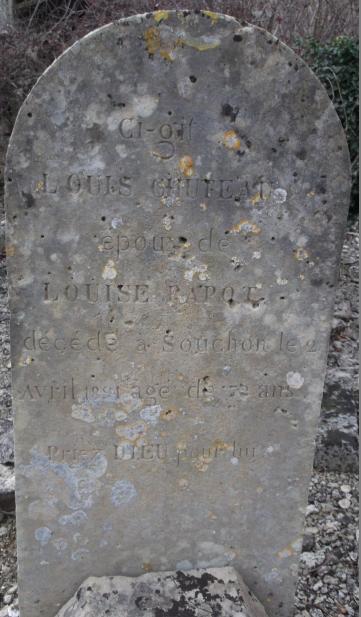 Ci-gît
LOUIS
époux de
LOUISE PAPOT
décédé à Souchon le 2
Avril 1881 âgé de 72 ans
Priez DIEU pour lui